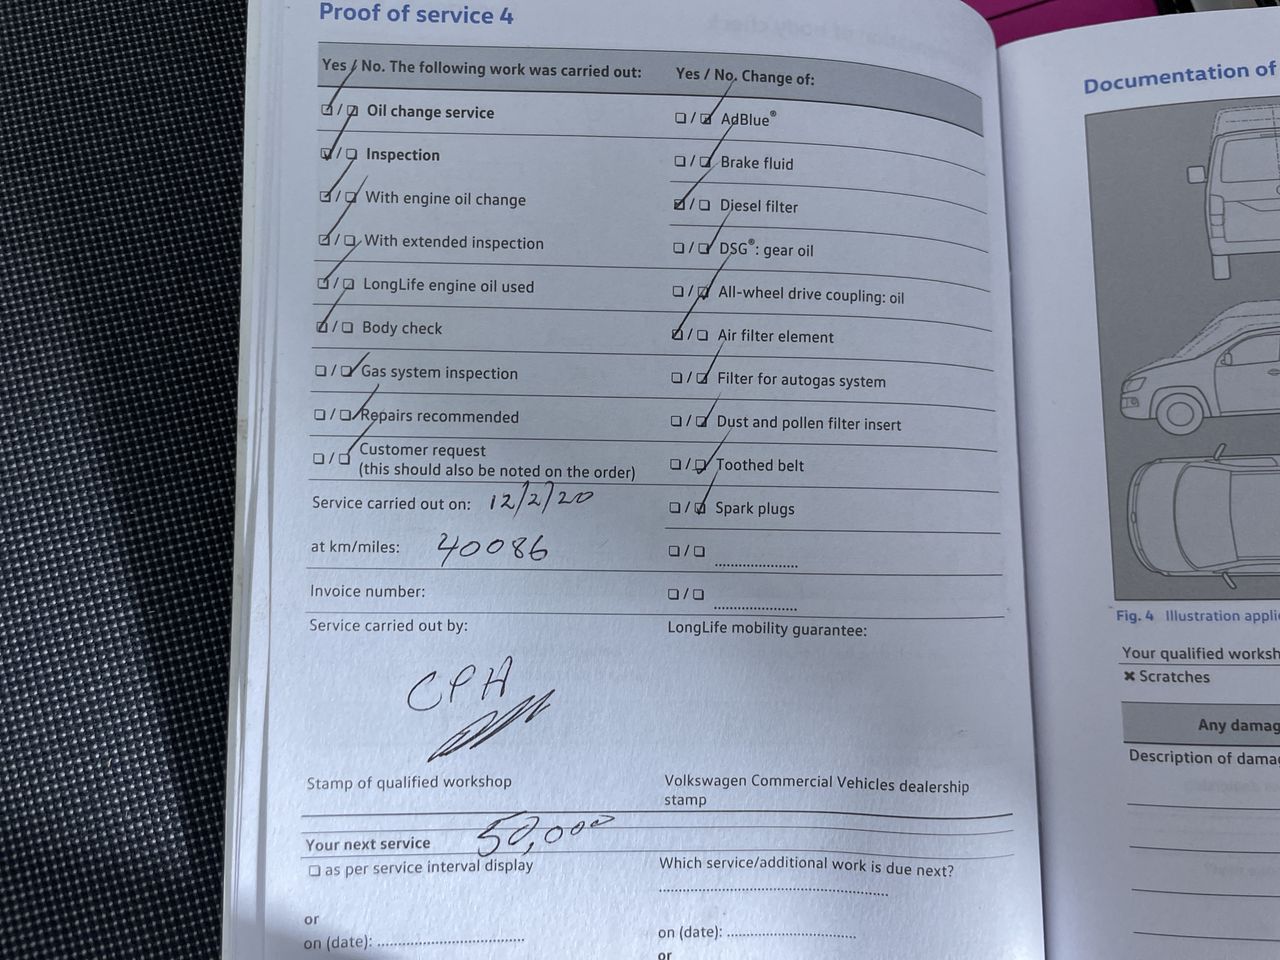 Proof of service 4
Yes / No. The following work was carried out:
Oil change service
Inspection
With engine oil change
With extended inspection
LongLife engine oil used
Body check
Gas system inspection
Repairs recommended
Customer request
(this should also be noted on the order)
Service carried out on: 12/2/20
at km/miles: 40086
Invoice number:
Service carried out by:
CPH
Stamp of qualified workshop
Yes / No. Change of:
AdBlue®
Brake fluid
Diesel filter
DSG®: gear oil
All-wheel drive coupling: oil
Air filter element
Filter for autogas system
Dust and pollen filter insert
Toothed belt
Spark plugs
LongLife mobility guarantee:
Volkswagen Commercial Vehicles dealership
stamp
Your next service 50,000
as per service interval display
or
on (date):
Which service/additional work is due next?
on (date):
or
Documentation of
Fig. 4 Illustration appli
Your qualified worksh
✖ Scratches
Any damag
Description of dama